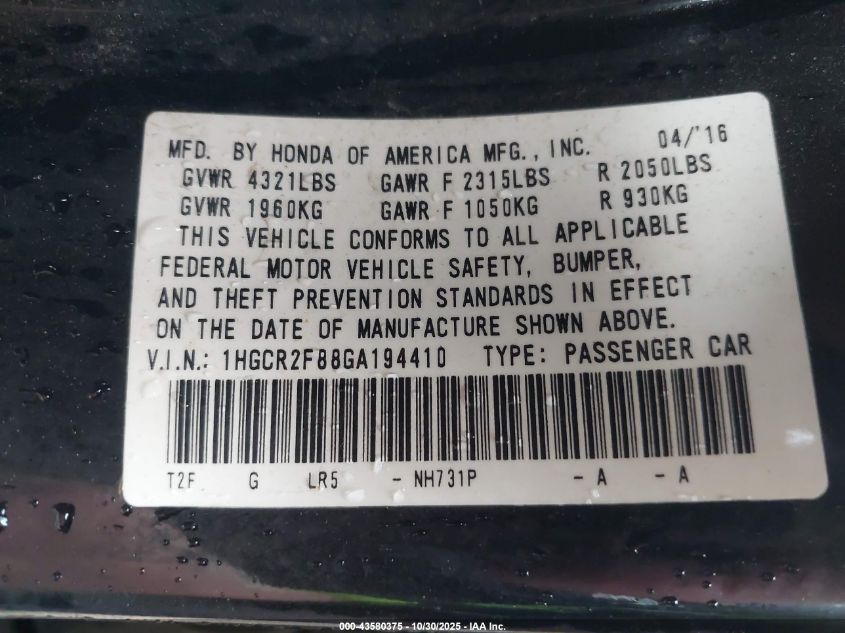 MFD. BY HONDA OF AMERICA MFG., INC. 04/'16
GVWR 4321LBS GAWR F 2315LBS R 2050LBS
GVWR 1960KG GAWR F 1050KG R 930KG
THIS VEHICLE CONFORMS TO ALL APPLICABLE
FEDERAL MOTOR VEHICLE SAFETY, BUMPER,
AND THEFT PREVENTION STANDARDS IN EFFECT
ON THE DATE OF MANUFACTURE SHOWN ABOVE.
V.I.N.: 1HGCR2F88GA194410 TYPE: PASSENGER CAR
T2F G LR5 - NH731P - A - A
000-43580375 - 10/30/2025 - IAA Inc.